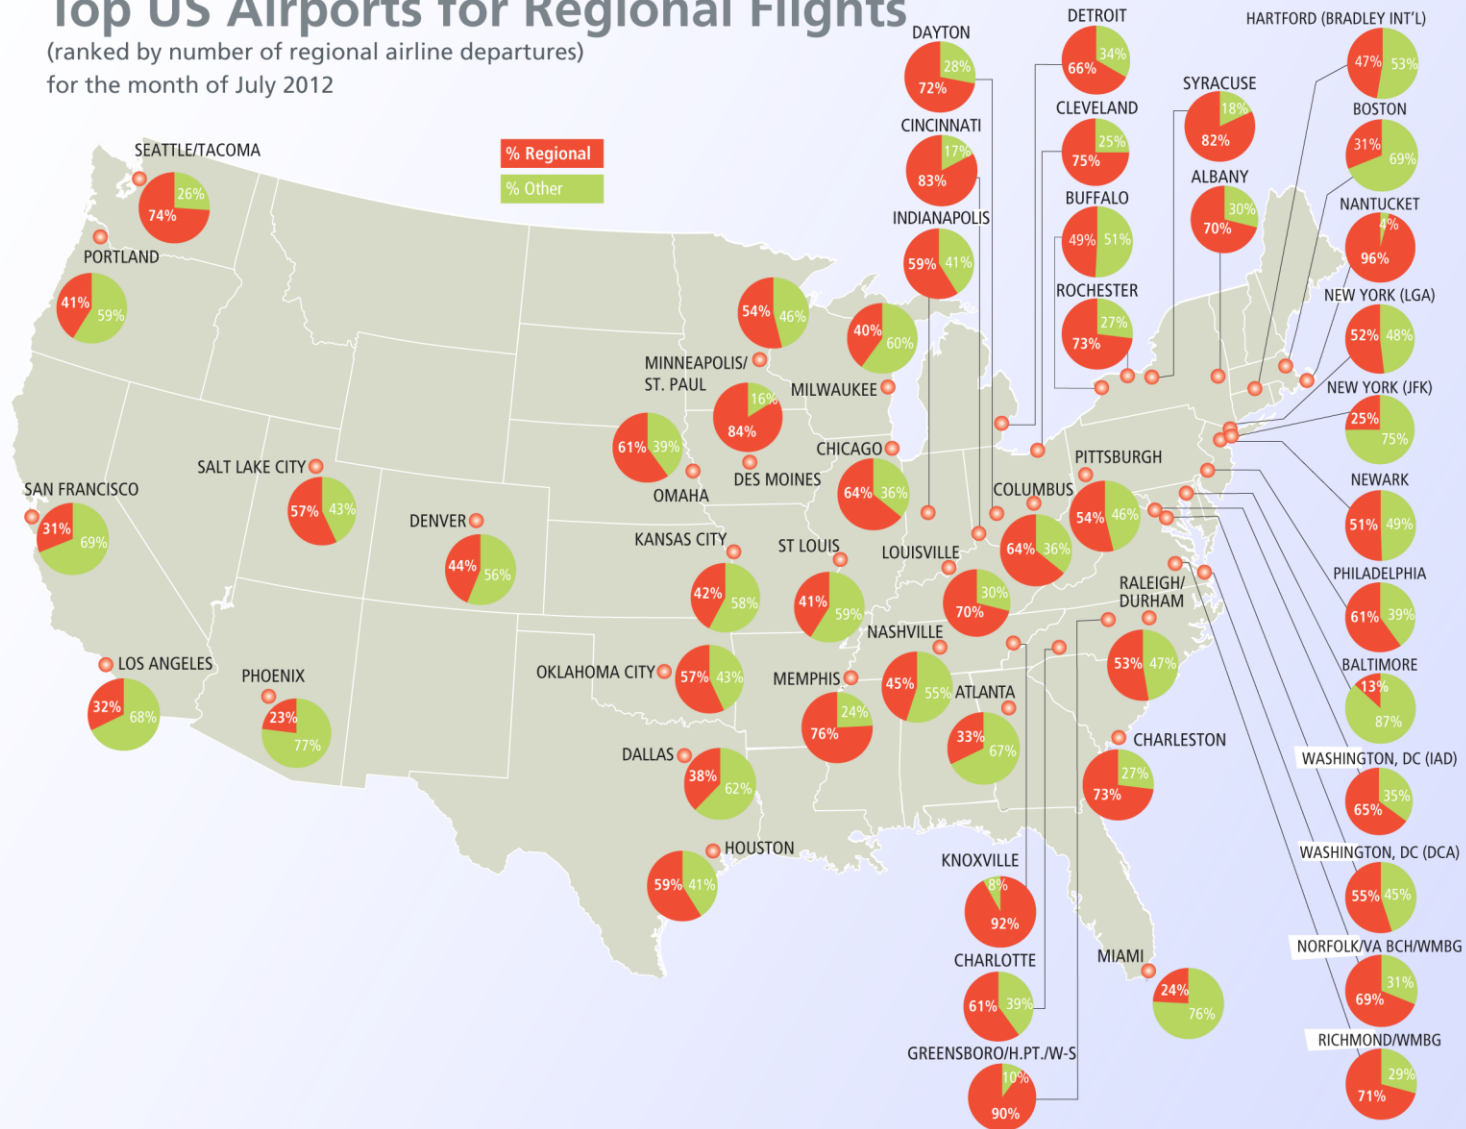 Top US Airports for Regional Flights
(ranked by number of regional airline departures)
for the month of July 2012
% Regional
% Other
SEATTLE/TACOMA
26%
74%
PORTLAND
41%
59%
SAN FRANCISCO
31%
69%
LOS ANGELES
32%
68%
PHOENIX
23%
77%
SALT LAKE CITY
57%
43%
DENVER
44%
56%
54%
46%
MINNEAPOLIS/
ST. PAUL
40%
60%
MILWAUKEE
16%
84%
DES MOINES
61%
39%
OMAHA
CHICAGO
64%
36%
KANSAS CITY
42%
58%
ST LOUIS
41%
59%
OKLAHOMA CITY
57%
43%
DALLAS
38%
62%
HOUSTON
59%
41%
MEMPHIS
24%
76%
NASHVILLE
45%
55%
LOUISVILLE
30%
70%
COLUMBUS
64%
36%
PITTSBURGH
54%
46%
RALEIGH/
DURHAM
53%
47%
ATLANTA
33%
67%
CHARLESTON
27%
73%
MIAMI
24%
76%
KNOXVILLE
8%
92%
CHARLOTTE
61%
39%
GREENSBORO/H.PT./W-S
10%
90%
DAYTON
28%
72%
CINCINNATI
17%
83%
INDIANAPOLIS
59%
41%
DETROIT
34%
66%
CLEVELAND
25%
75%
BUFFALO
49%
51%
ROCHESTER
27%
73%
SYRACUSE
18%
82%
ALBANY
30%
70%
HARTFORD (BRADLEY INT'L)
47%
53%
BOSTON
31%
69%
NANTUCKET
4%
96%
NEW YORK (LGA)
52%
48%
NEW YORK (JFK)
25%
75%
NEWARK
51%
49%
PHILADELPHIA
61%
39%
BALTIMORE
13%
87%
WASHINGTON, DC (IAD)
35%
65%
WASHINGTON, DC (DCA)
55%
45%
NORFOLK/VA BCH/WMBG
31%
69%
RICHMOND/WMBG
29%
71%